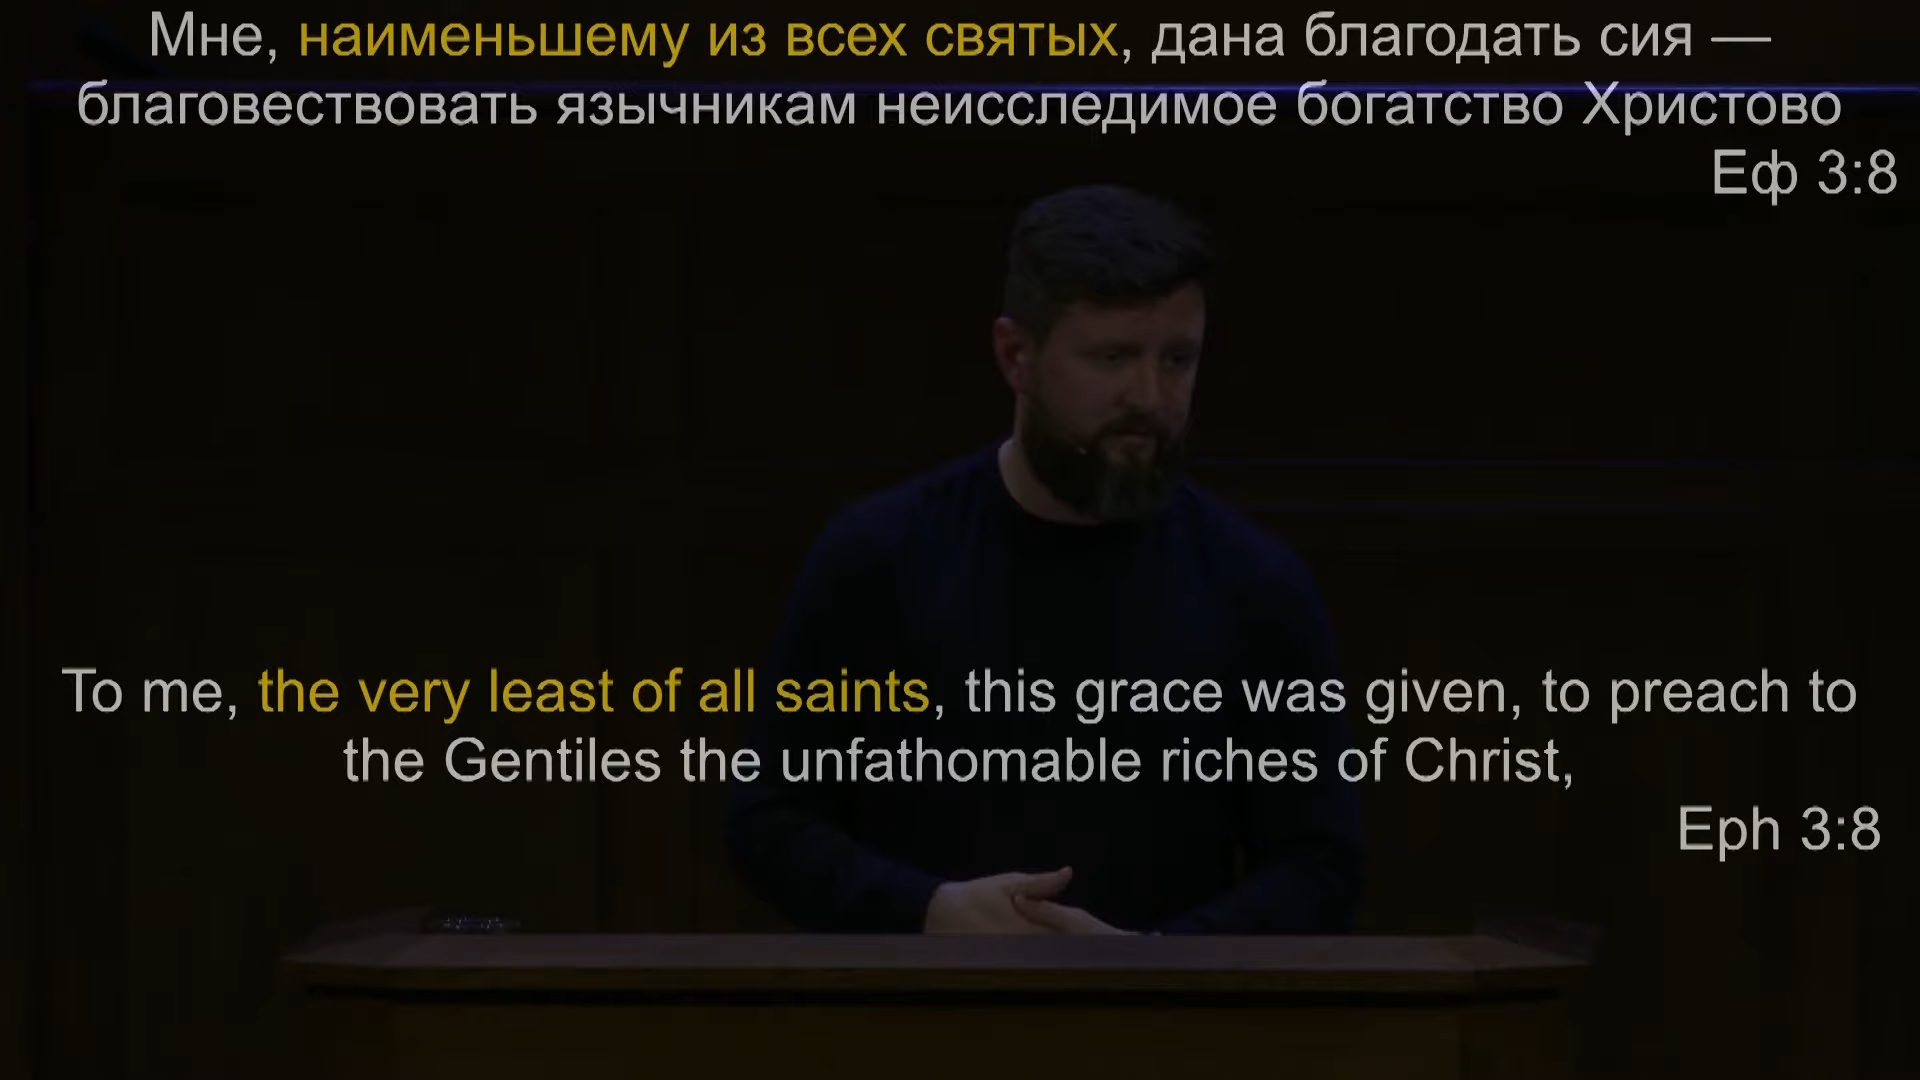 Мне, наименьшему из всех святых, дана благодать сия —
благовествовать язычникам неисследимое богатство Христово
Еф 3:8
To me, the very least of all saints, this grace was given, to preach to
the Gentiles the unfathomable riches of Christ,
Eph 3:8